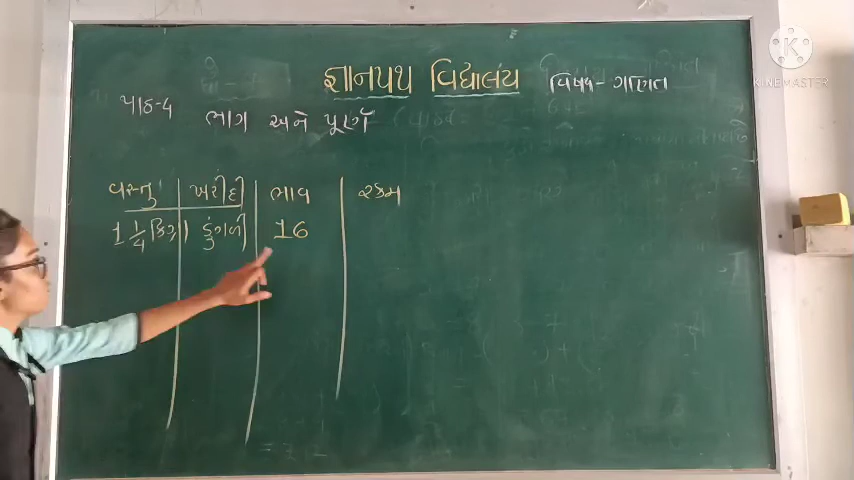 જ્ઞાનપથ વિદ્યાલય વિષય - ગણિત
પાઠ-4 ભાગ અને પૂર્ણ
વસ્તુ ખરીદી ભાવ રકમ
1 1/4 કિગ્રા ડુંગળી 16
KINEMASTER